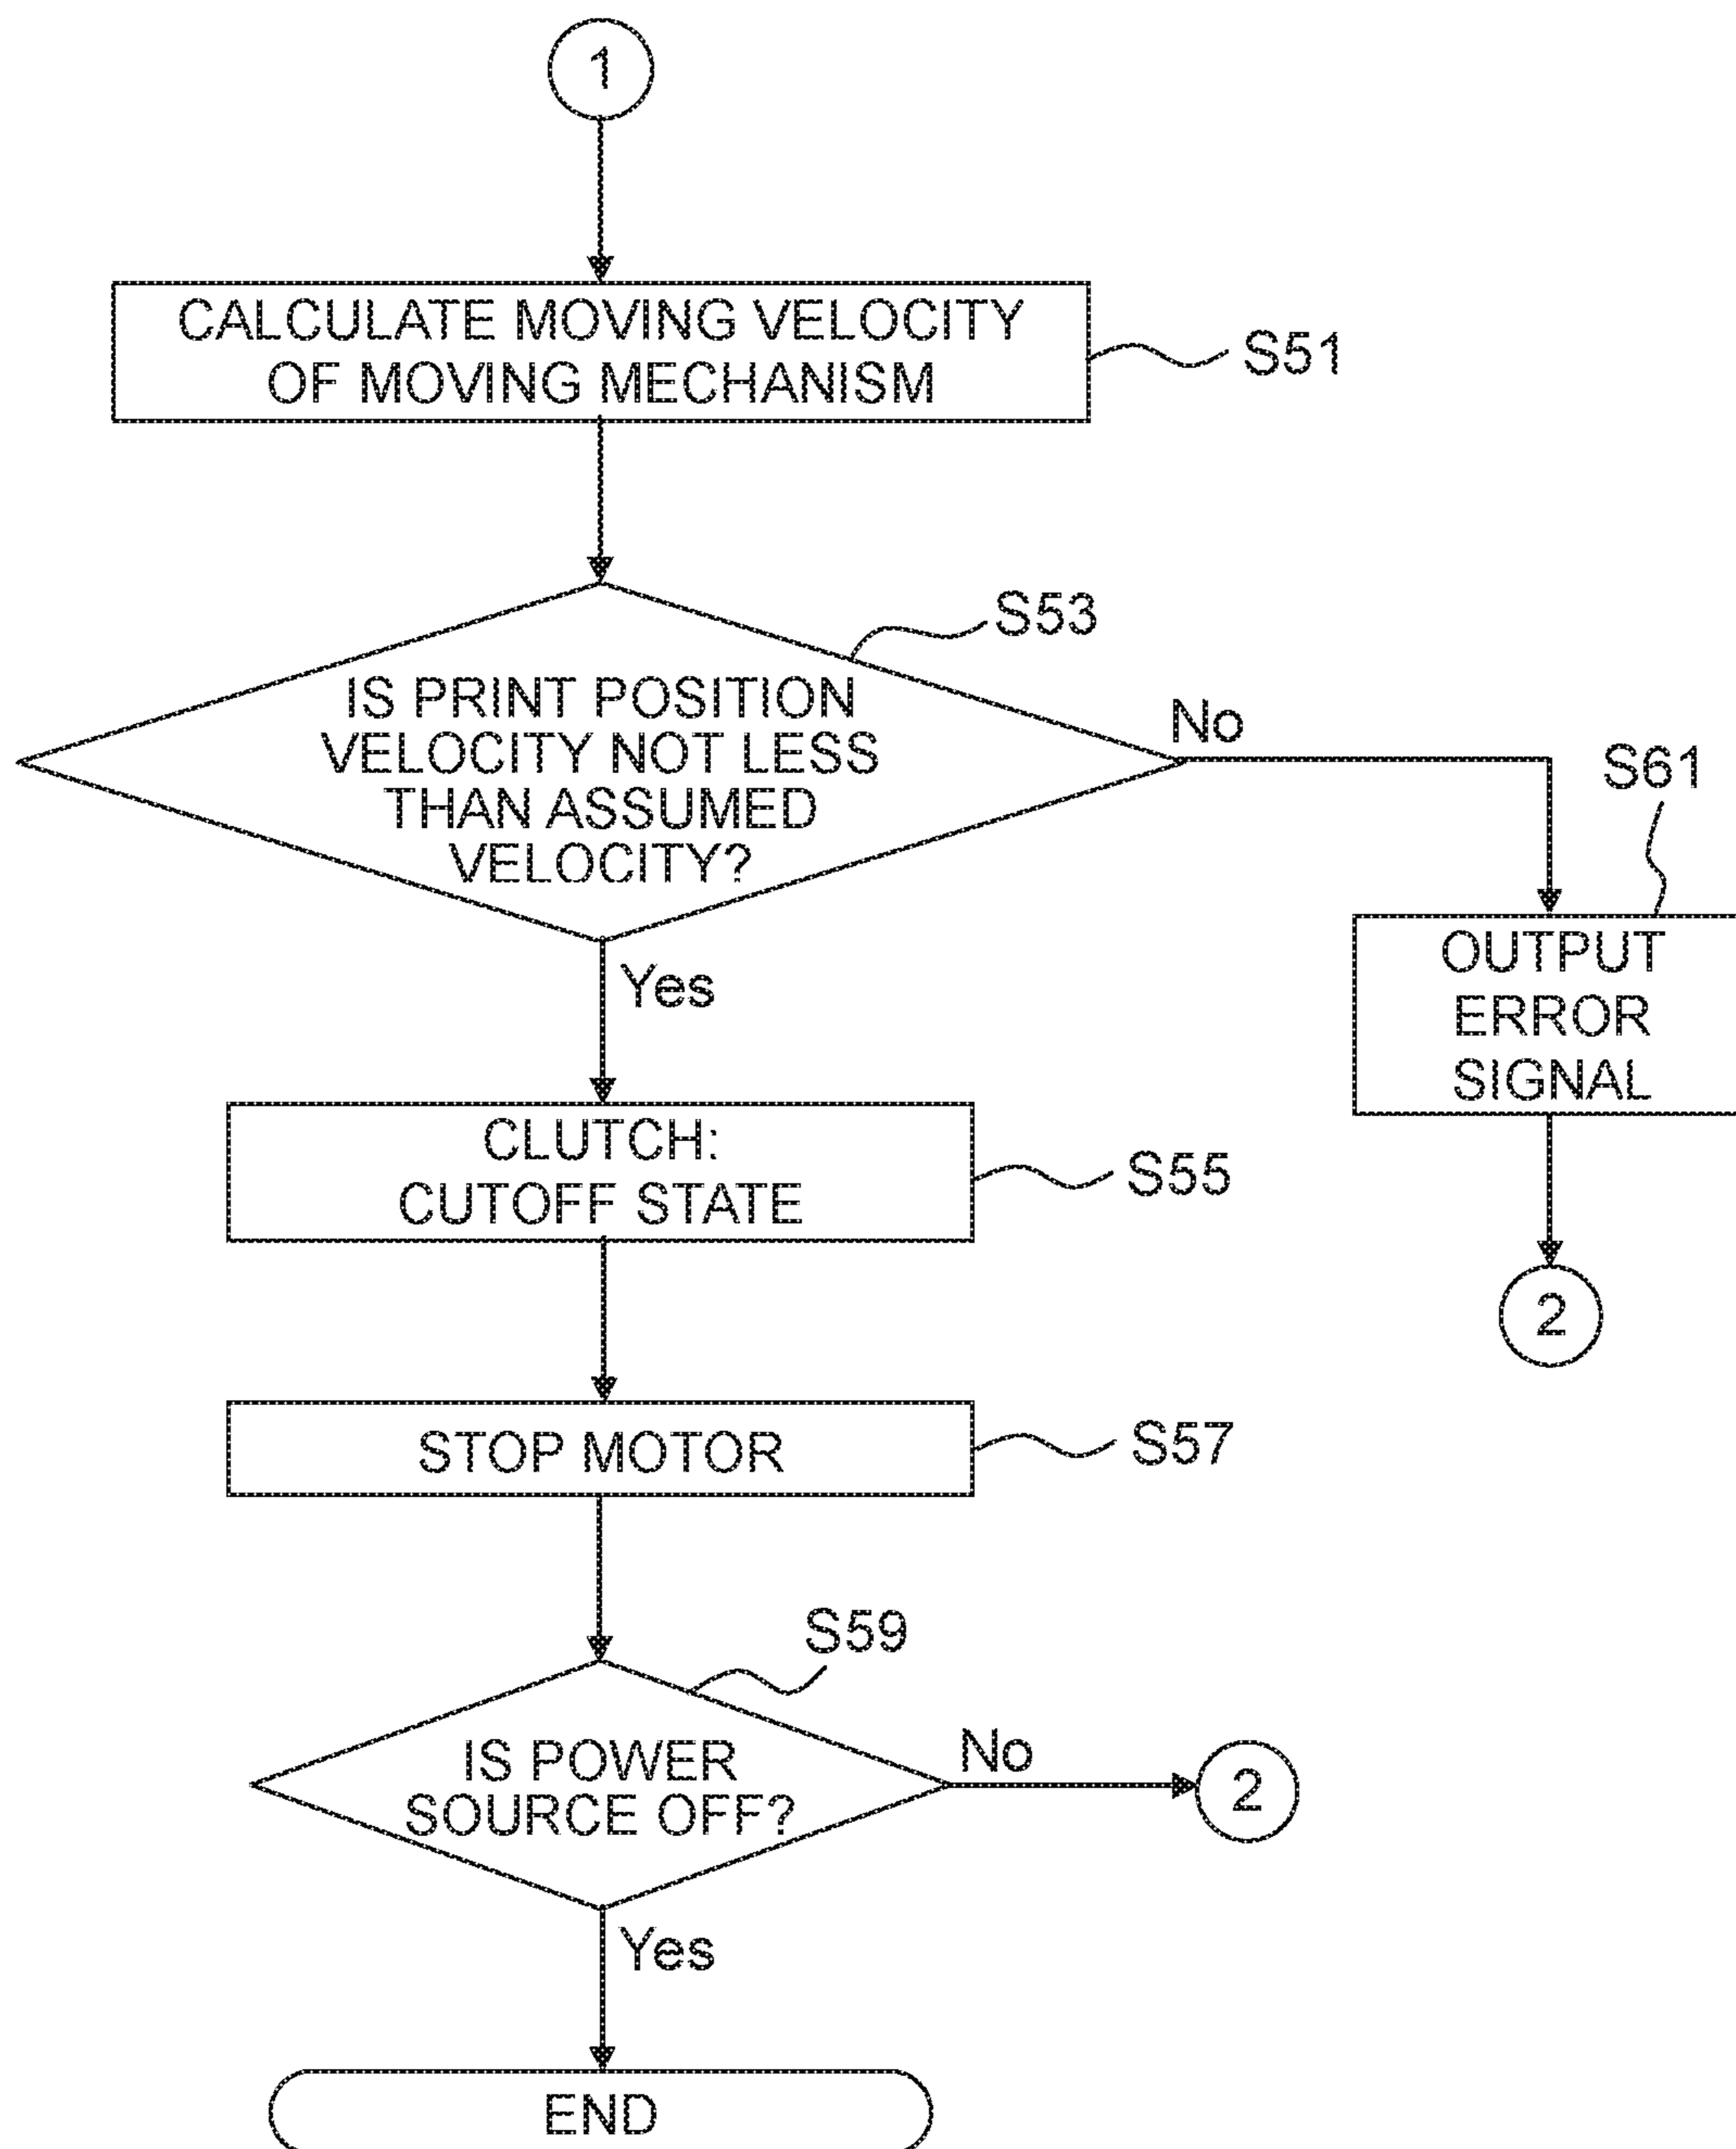 1
CALCULATE MOVING VELOCITY
OF MOVING MECHANISM
S51
S53
IS PRINT POSITION
VELOCITY NOT LESS
THAN ASSUMED
VELOCITY?
No
S61
OUTPUT
ERROR
SIGNAL
2
Yes
CLUTCH:
CUTOFF STATE
S55
STOP MOTOR
S57
S59
IS POWER
SOURCE OFF?
No
2
Yes
END